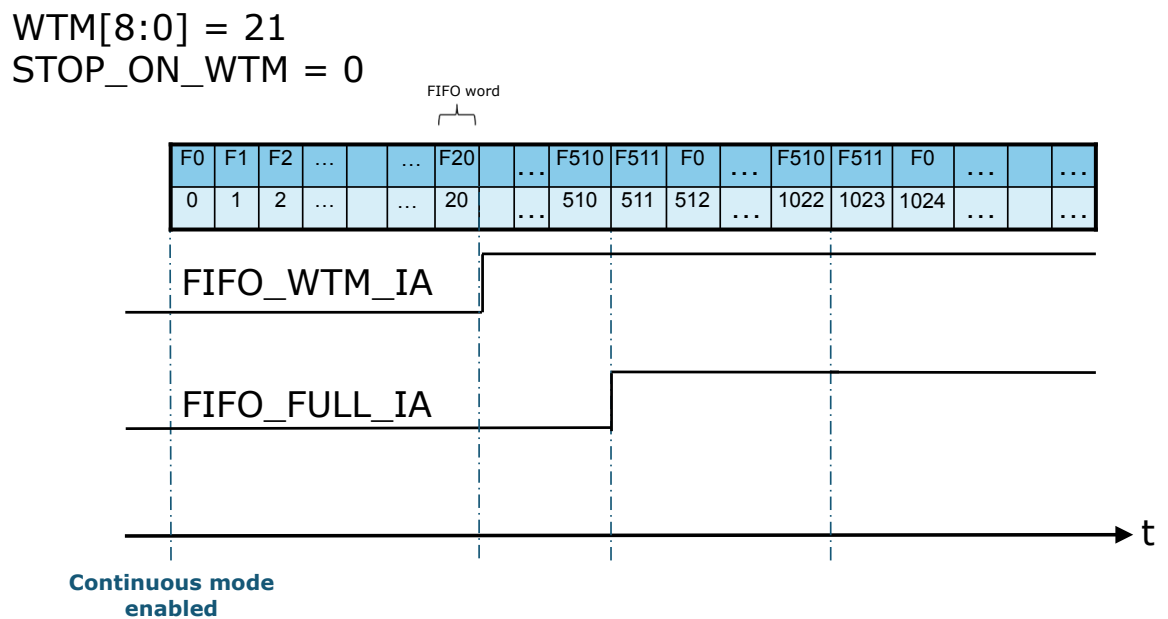 WTM[8:0] = 21
STOP_ON_WTM = 0
FIFO word
F0 F1 F2 ... ... F20 ... F510 F511 F0 ... F510 F511 F0 ... ...
0 1 2 ... ... 20 ... 510 511 512 ... 1022 1023 1024 ... ...
FIFO_WTM_IA
FIFO_FULL_IA
t
Continuous mode
enabled